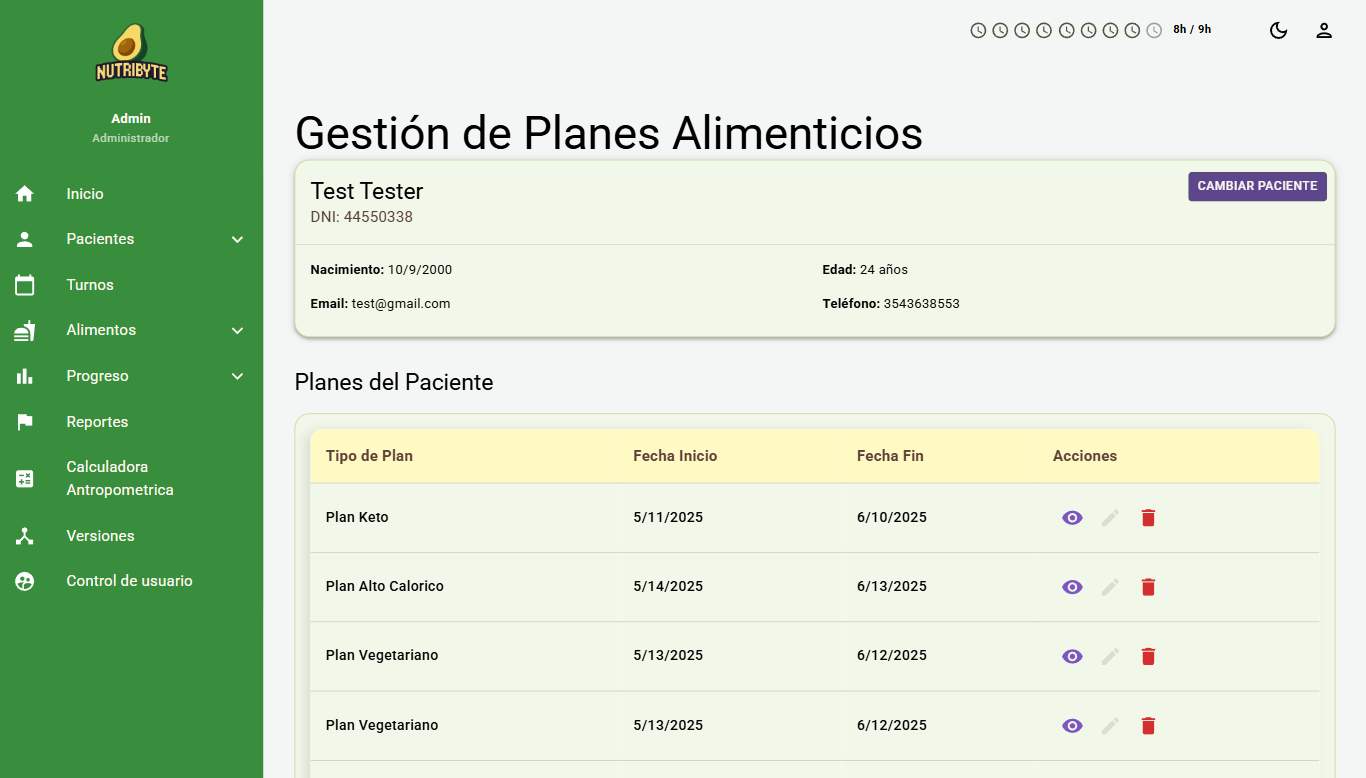 NUTRIBYTE
Admin
Administrador
Inicio
Pacientes
Turnos
Alimentos
Progreso
Reportes
Calculadora
Antropometrica
Versiones
Control de usuario
8h / 9h
Gestión de Planes Alimenticios
Test Tester
CAMBIAR PACIENTE
DNI: 44550338
Nacimiento: 10/9/2000
Edad: 24 años
Email: test@gmail.com
Teléfono: 3543638553
Planes del Paciente
Tipo de Plan Fecha Inicio Fecha Fin Acciones
Plan Keto 5/11/2025 6/10/2025
Plan Alto Calorico 5/14/2025 6/13/2025
Plan Vegetariano 5/13/2025 6/12/2025
Plan Vegetariano 5/13/2025 6/12/2025